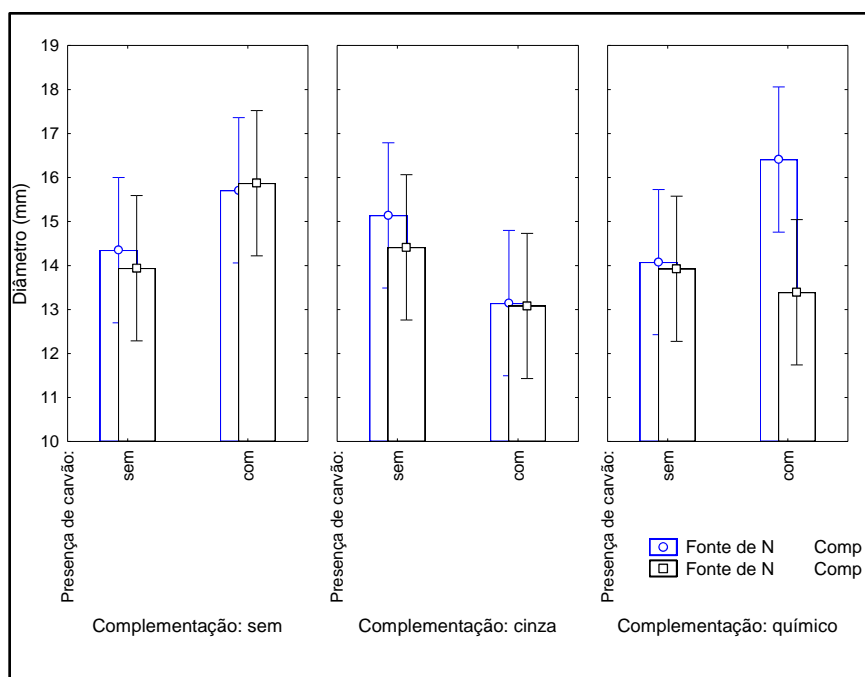 Diâmetro (mm)
19
18
17
16
15
14
13
12
11
10
Presença de carvão:
sem
com
Presença de carvão:
sem
com
Presença de carvão:
sem
com
Fonte de N Comp
Fonte de N Comp
Complementação: sem
Complementação: cinza
Complementação: químico